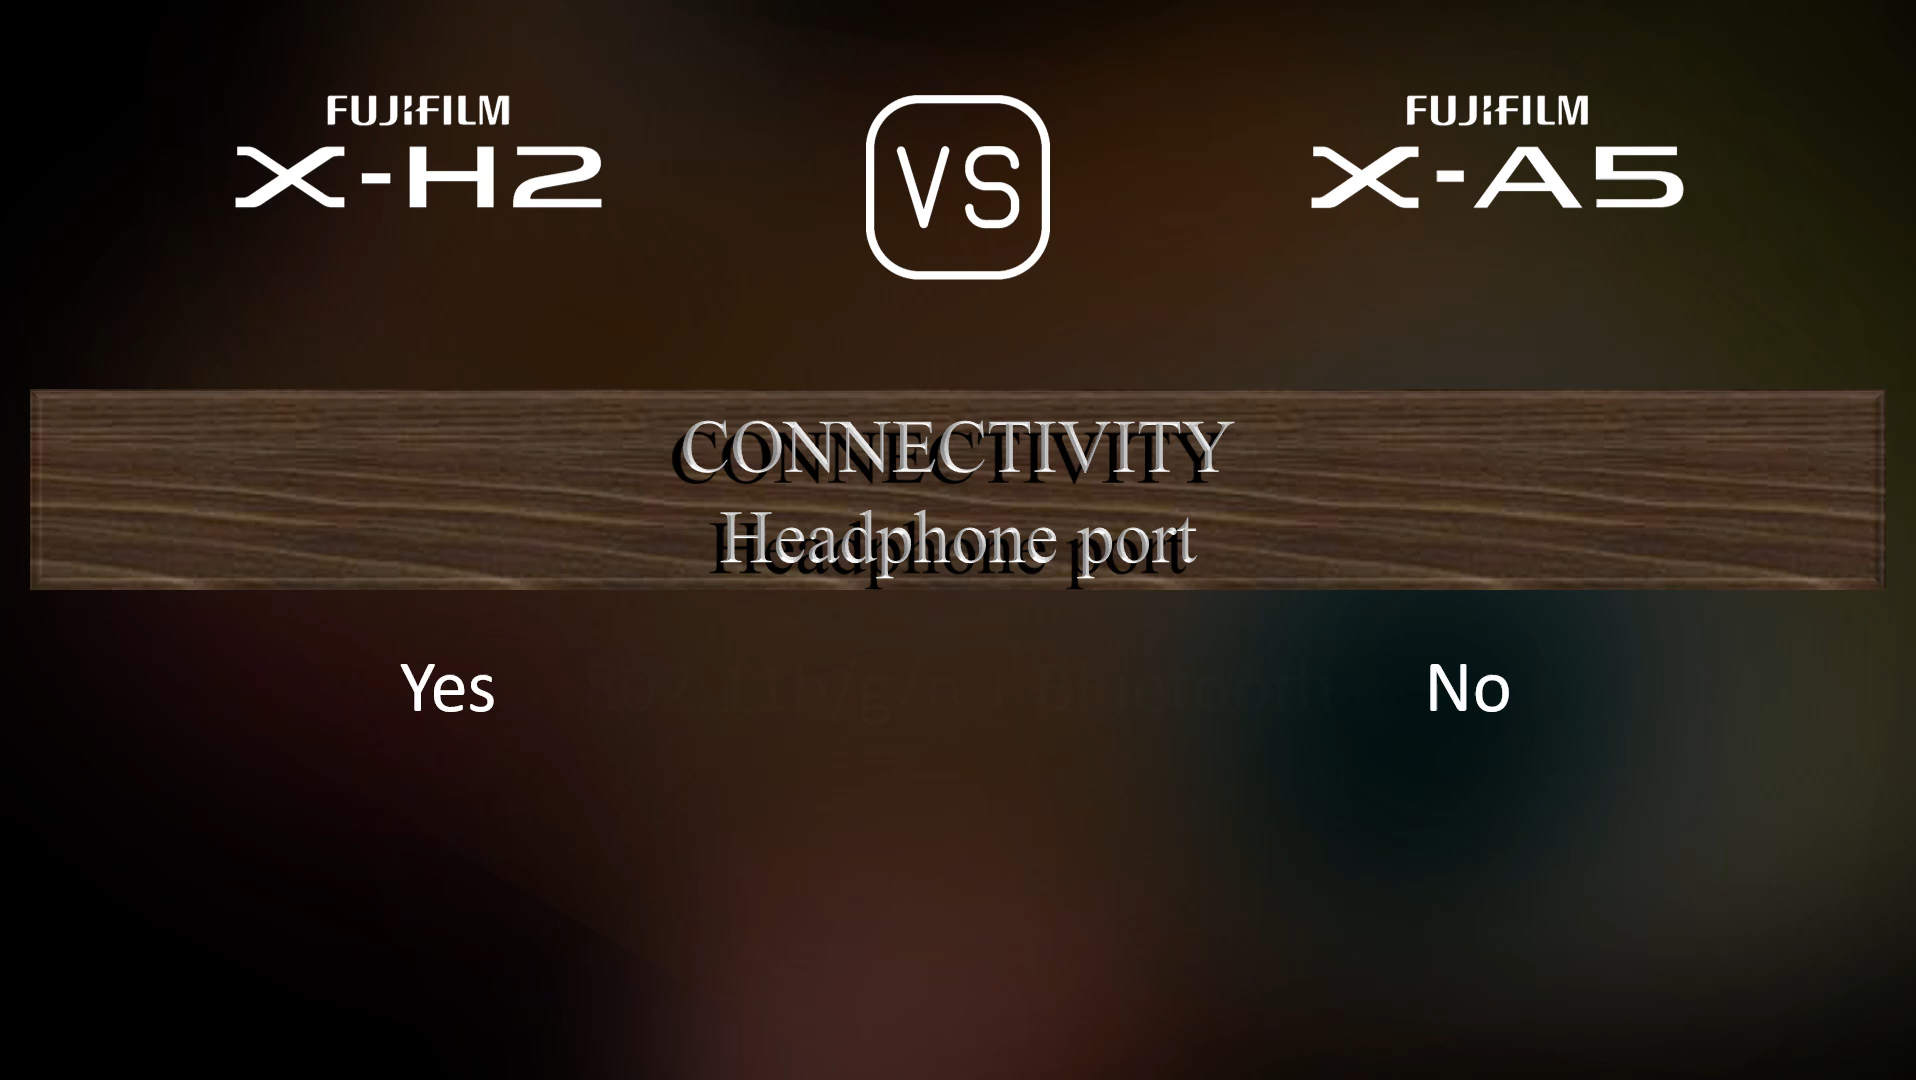 FUJIFILM
X-H2
VS
FUJIFILM
X-A5
CONNECTIVITY
Headphone port
Yes
No